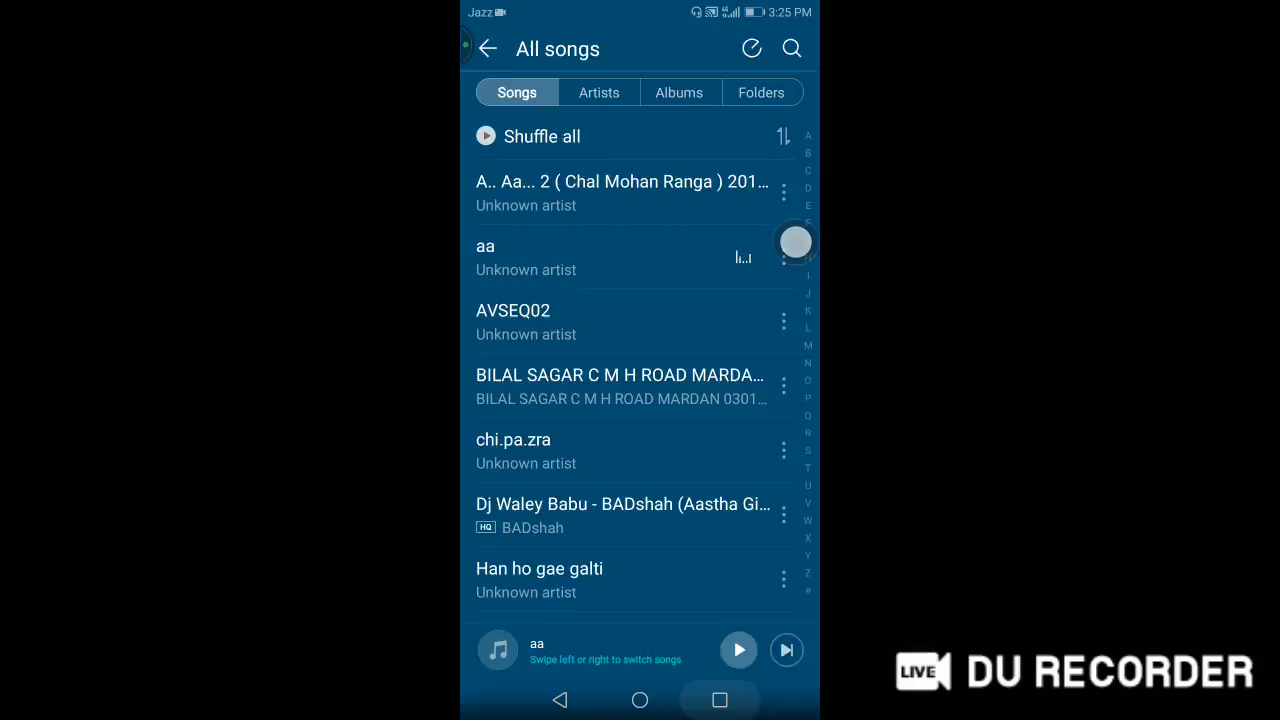 Jazz 4G 3:25 PM
All songs
Songs Artists Albums Folders
Shuffle all
A.. Aa... 2 ( Chal Mohan Ranga ) 201...
Unknown artist
aa
Unknown artist
AVSEQ02
Unknown artist
BILAL SAGAR C M H ROAD MARDA...
BILAL SAGAR C M H ROAD MARDAN 0301...
chi.pa.zra
Unknown artist
Dj Waley Babu - BADshah (Aastha Gi...
HQ BADshah
Han ho gae galti
Unknown artist
A
B
C
D
E
F
H
I
J
K
L
M
N
O
P
Q
R
S
T
U
V
W
X
Y
Z
#
aa
Swipe left or right to switch songs
LIVE DU RECORDER